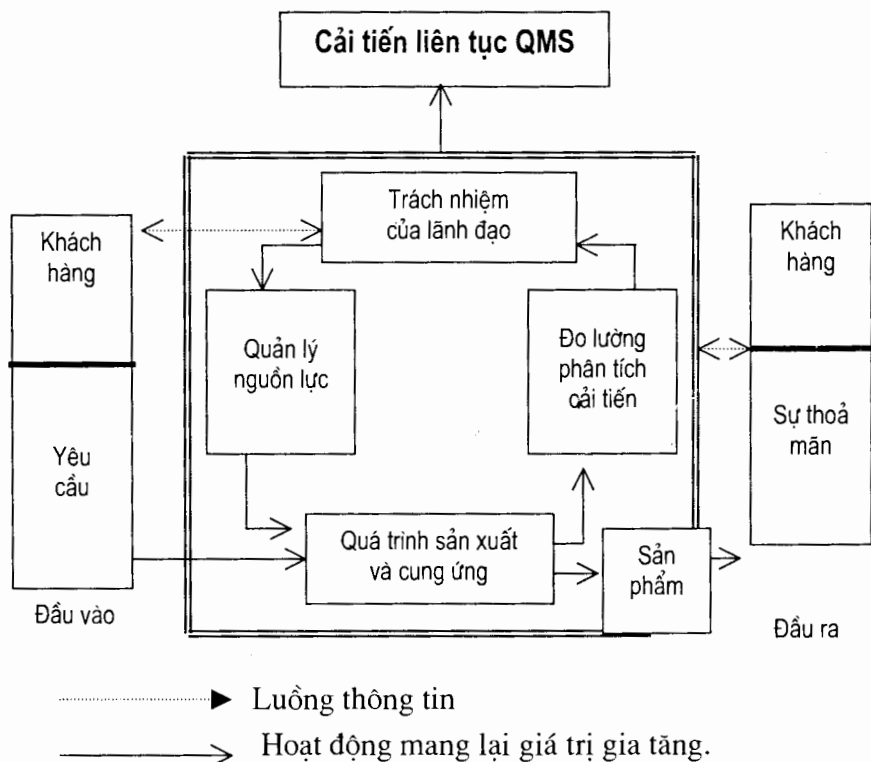 Cải tiến liên tục QMS
Trách nhiệm
của lãnh đạo
Khách
hàng
Khách
hàng
Quản lý
nguồn lực
Đo lường
phân tích
cải tiến
Yêu
cầu
Sự thoả
mãn
Quá trình sản xuất
và cung ứng
Sản
phẩm
Đầu vào
Đầu ra
Luồng thông tin
Hoạt động mang lại giá trị gia tăng.